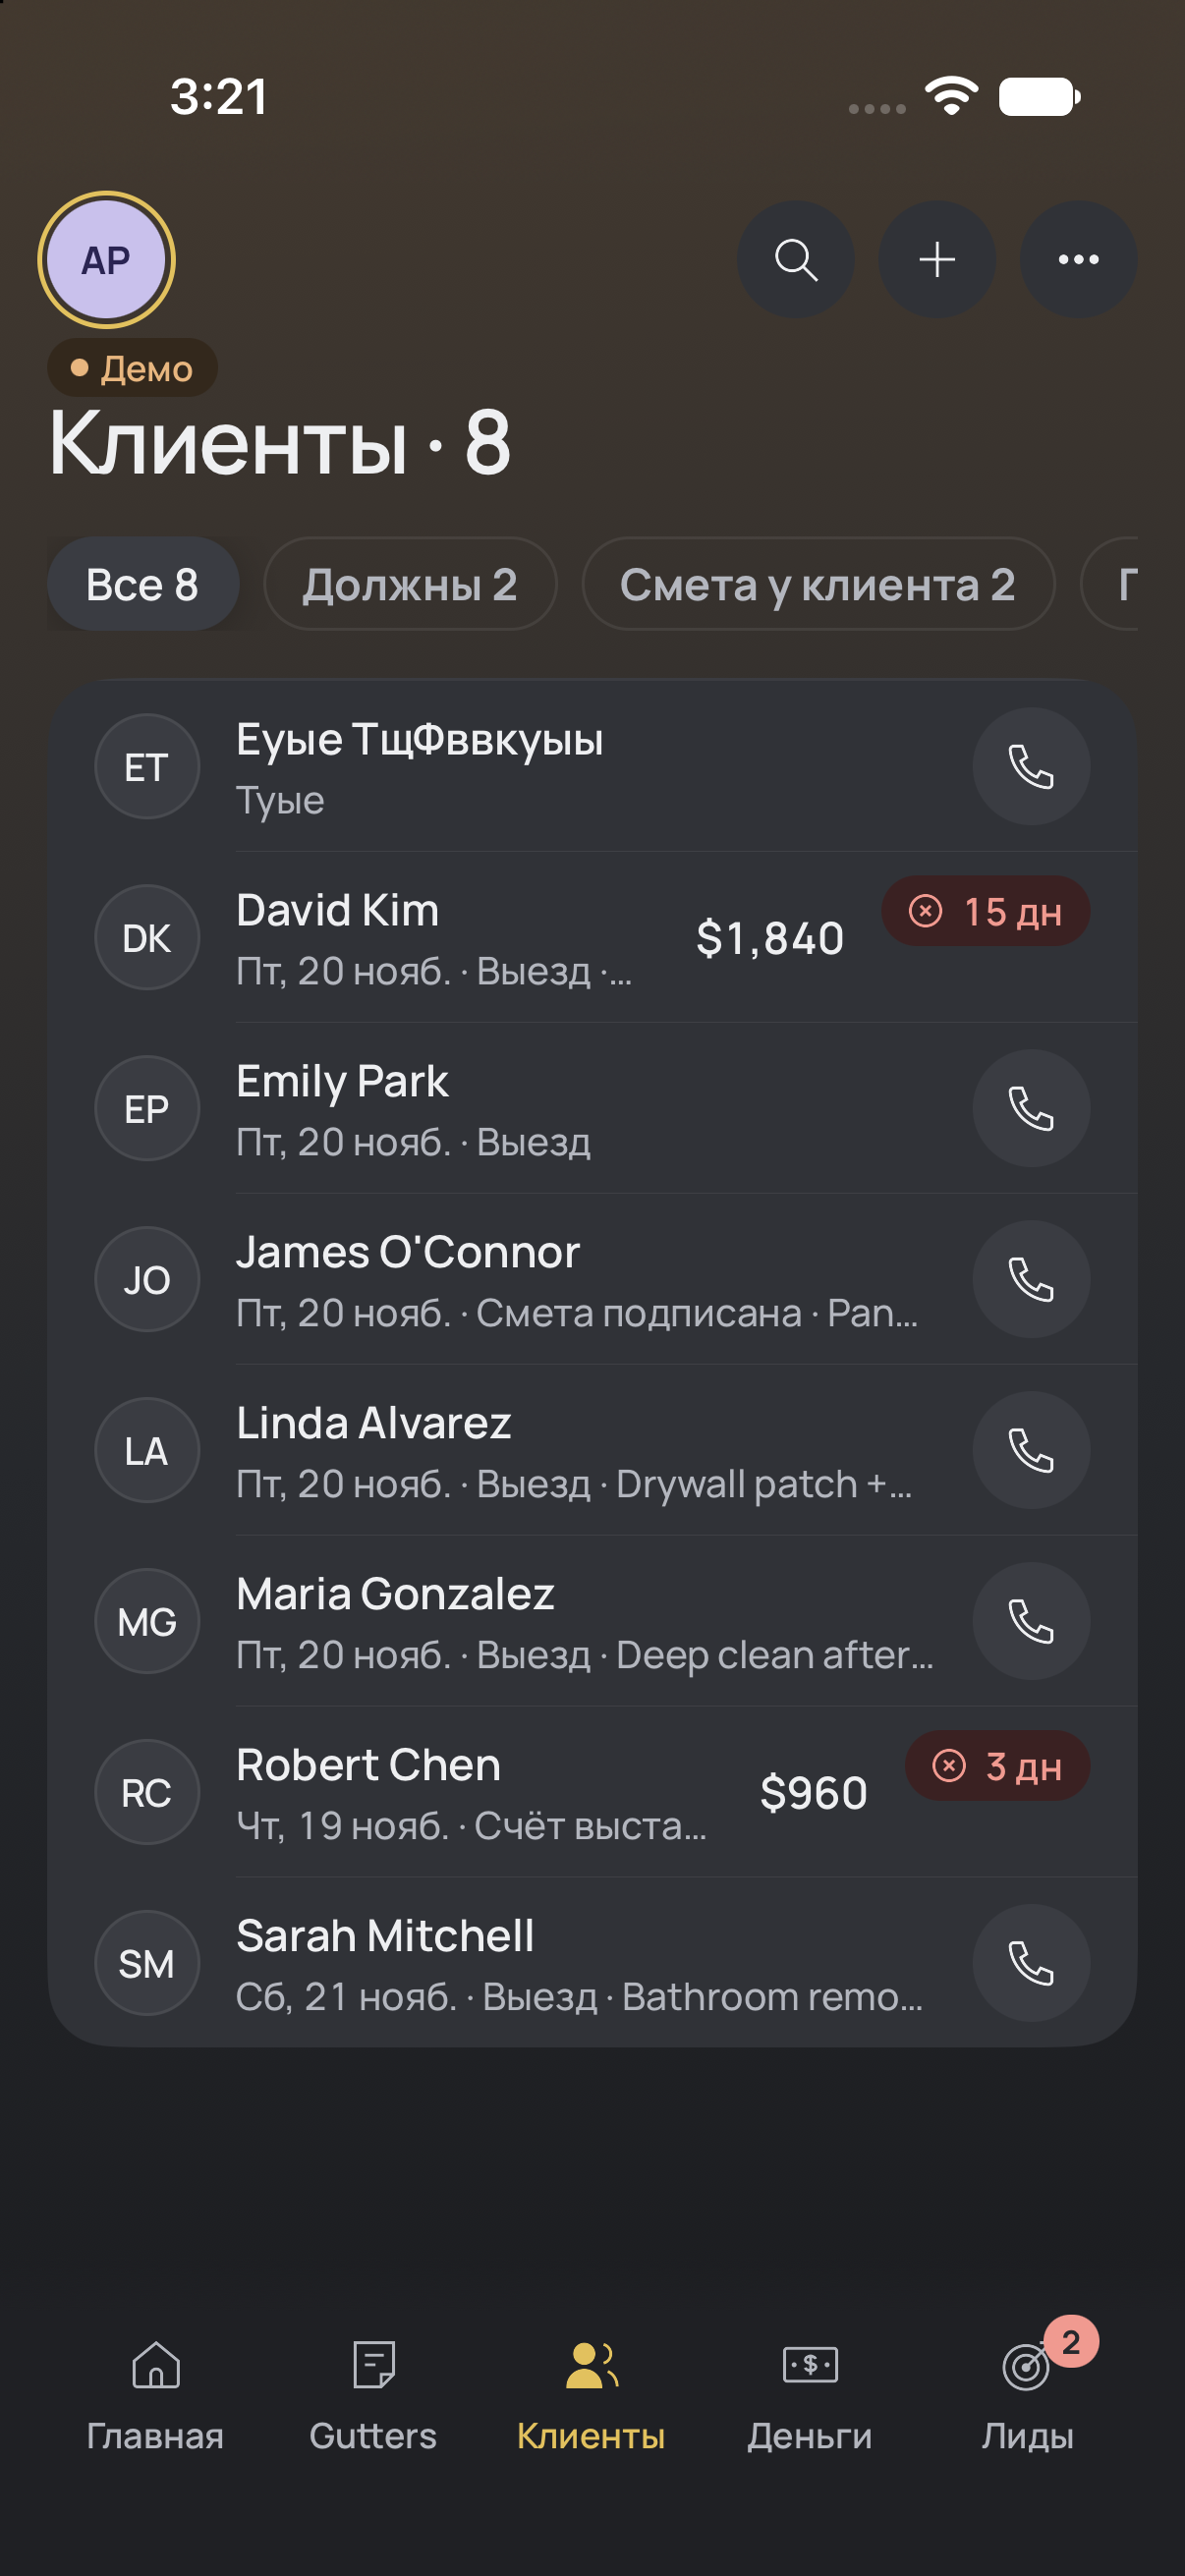 3:21
AP
Демо
Клиенты · 8
Все 8
Должны 2
Смета у клиента 2
ET
Еуые ТщФввкуыы
Туые
DK
David Kim
Пт, 20 нояб. · Выезд ·...
$1,840
15 дн
EP
Emily Park
Пт, 20 нояб. · Выезд
JO
James O'Connor
Пт, 20 нояб. · Смета подписана · Pan...
LA
Linda Alvarez
Пт, 20 нояб. · Выезд · Drywall patch +...
MG
Maria Gonzalez
Пт, 20 нояб. · Выезд · Deep clean after...
RC
Robert Chen
Чт, 19 нояб. · Счёт выста...
$960
3 дн
SM
Sarah Mitchell
Сб, 21 нояб. · Выезд · Bathroom remo...
2
Главная
Gutters
Клиенты
Деньги
Лиды